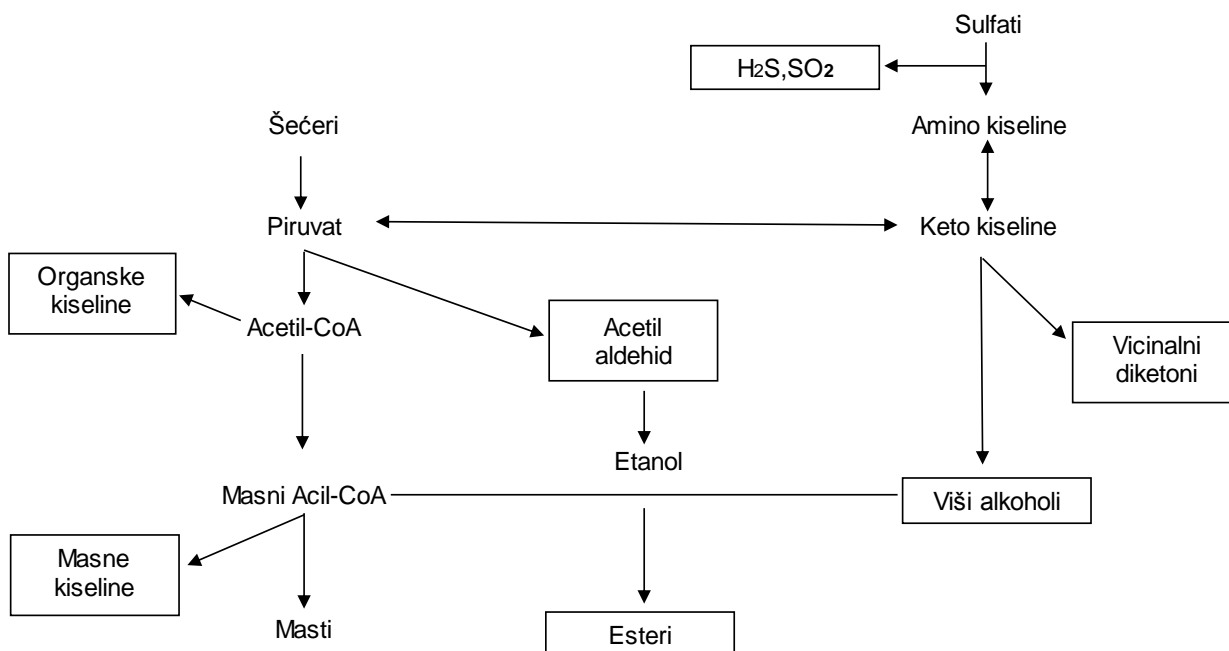 Sulfati
H2S,SO2
Šećeri
Amino kiseline
Piruvat
Keto kiseline
Organske
kiseline
Acetil-CoA
Acetil
aldehid
Vicinalni
diketoni
Etanol
Masni Acil-CoA
Viši alkoholi
Masne
kiseline
Masti
Esteri